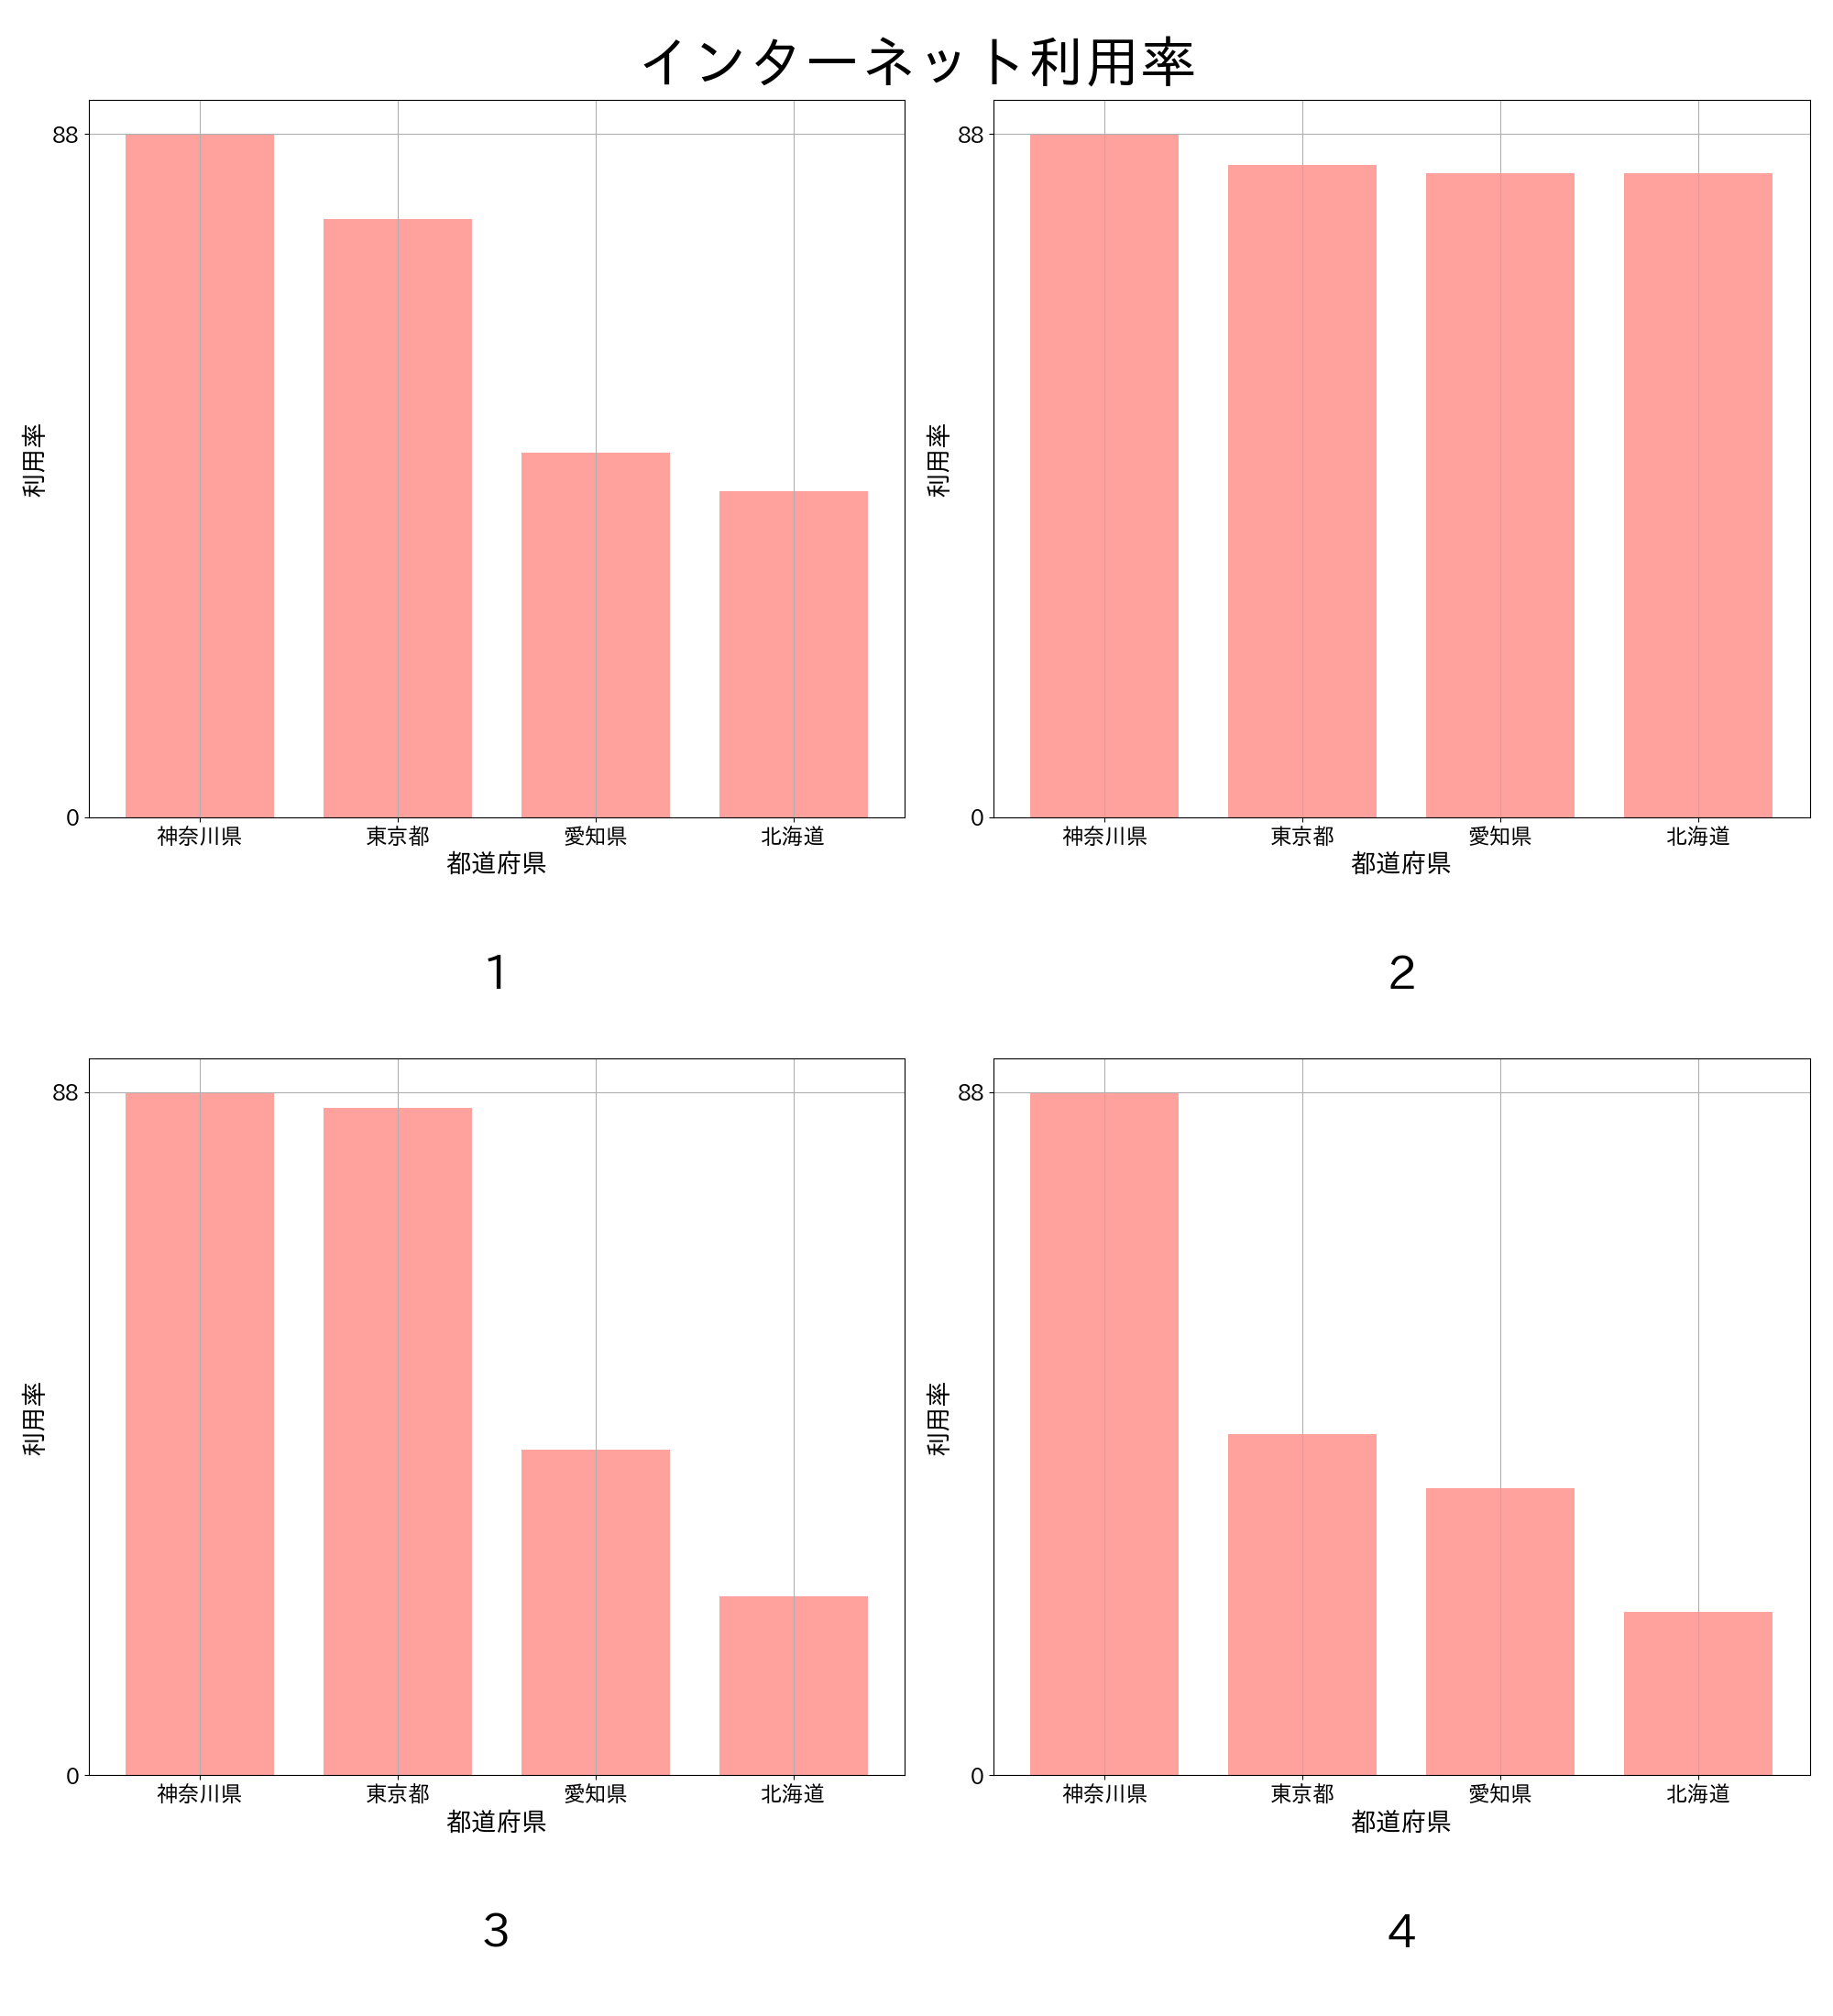 インターネット利用率
88
0
利用率
神奈川県 東京都 愛知県 北海道
都道府県
1
88
0
利用率
神奈川県 東京都 愛知県 北海道
都道府県
2
88
0
利用率
神奈川県 東京都 愛知県 北海道
都道府県
3
88
0
利用率
神奈川県 東京都 愛知県 北海道
都道府県
4